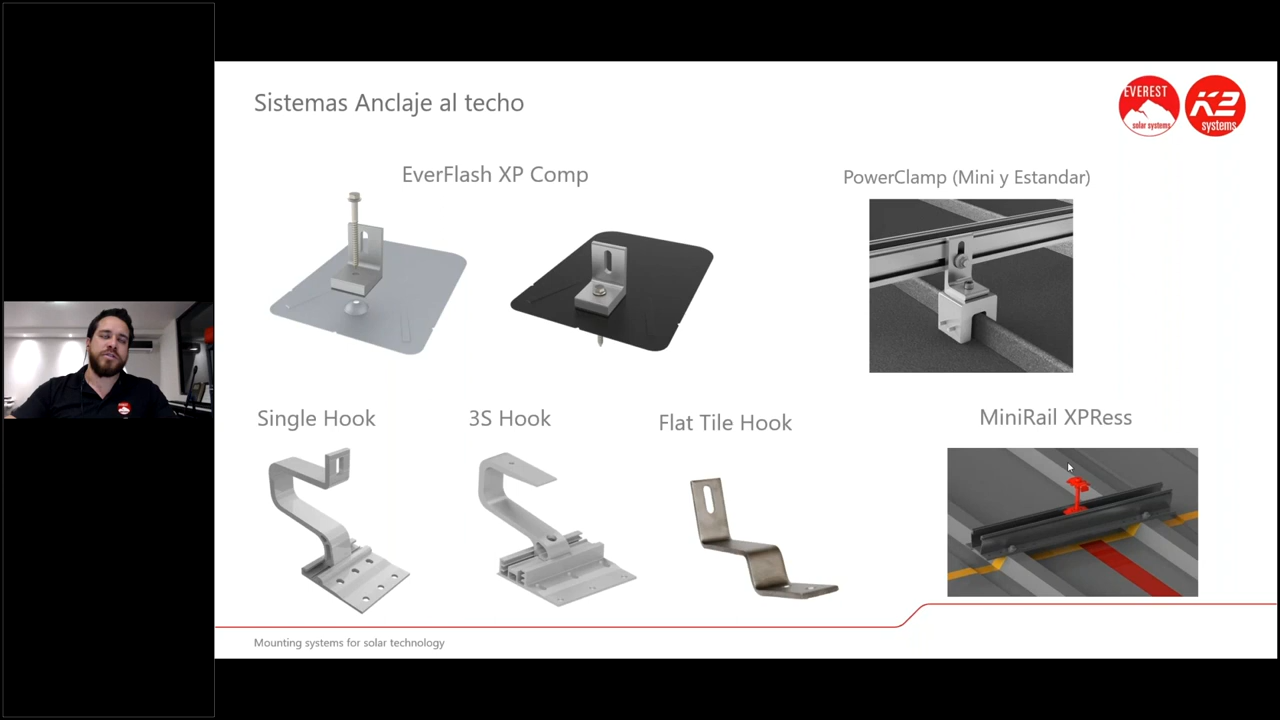 Sistemas Anclaje al techo
EVEREST
solar systems
K2
systems
EverFlash XP Comp
PowerClamp (Mini y Estandar)
Single Hook
3S Hook
Flat Tile Hook
MiniRail XPRess
Mounting systems for solar technology